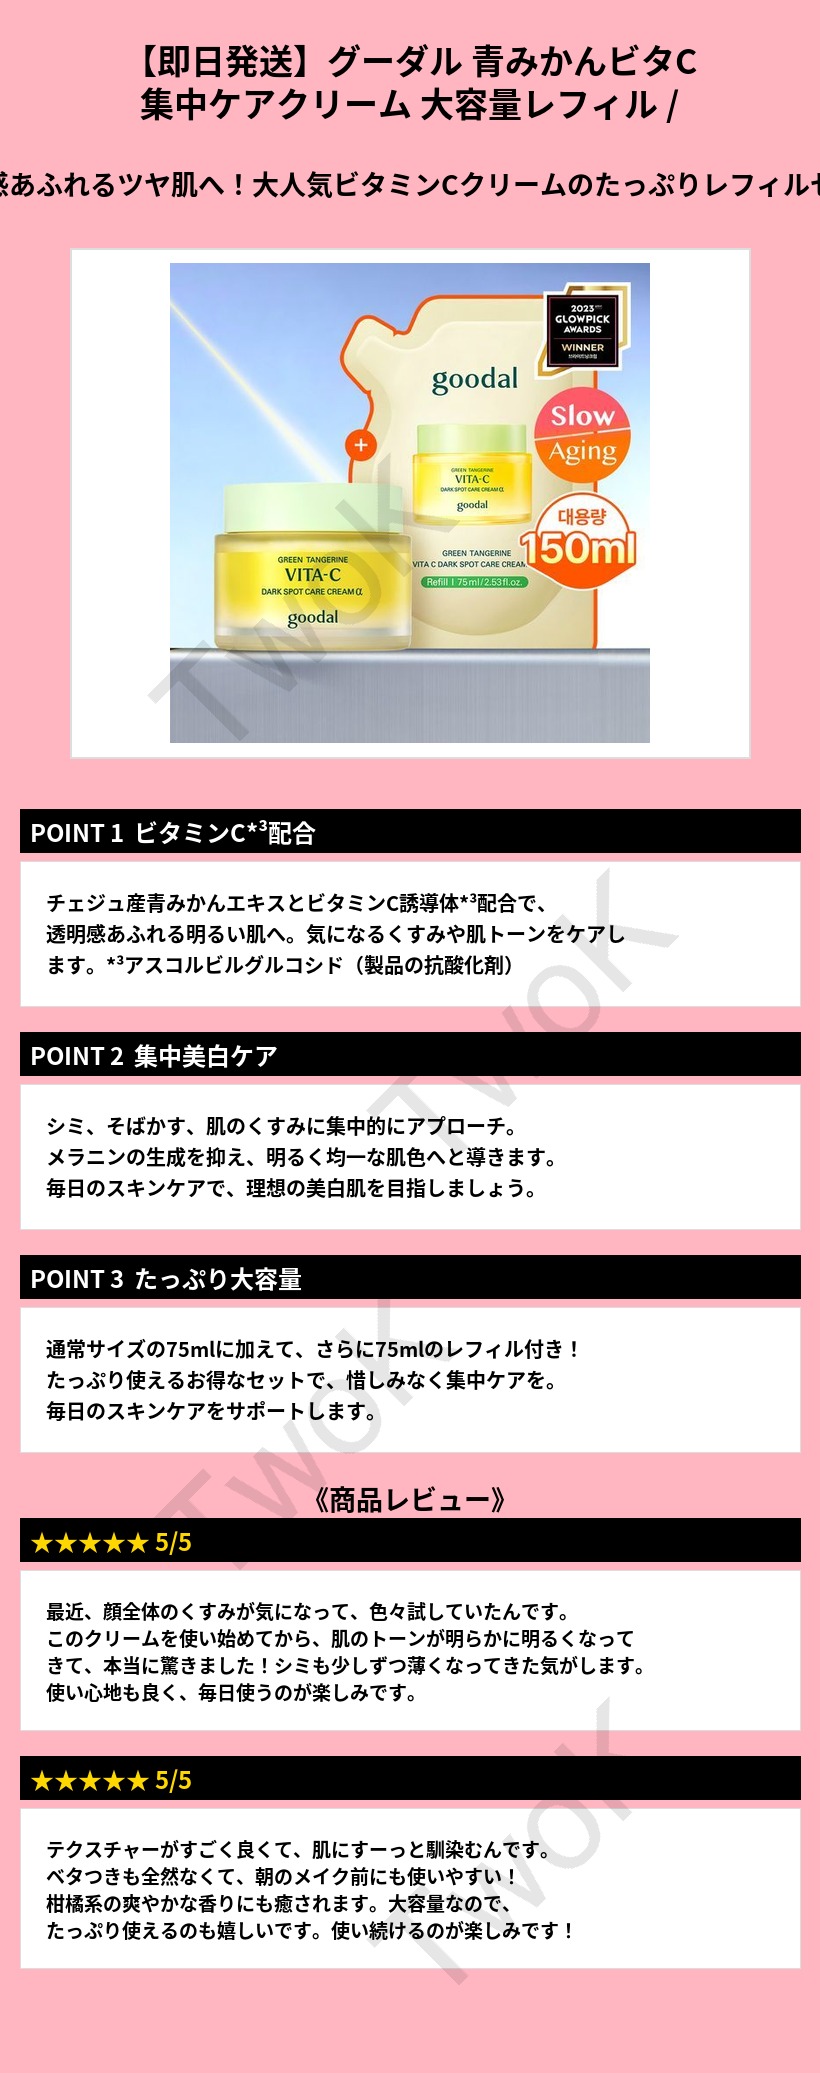 【即日発送】グーダル 青みかんビタC
集中ケアクリーム 大容量レフィル /
感あふれるツヤ肌へ！大人気ビタミンCクリームのたっぷりレフィルセ
2023
GLOWPICK
AWARDS
WINNER
goodal
Slow
Aging
GREEN TANGERINE
VITA-C
DARK SPOT CARE CREAM α
goodal
대용량
150ml
GREEN TANGERINE
VITA C DARK SPOT CARE CREAM
Refill I 75 ml/2.53 fl.oz.
+
GREEN TANGERINE
VITA-C
DARK SPOT CARE CREAM α
goodal
TwoK
POINT 1 ビタミンC*³配合
チェジュ産青みかんエキスとビタミンC誘導体*³配合で、
透明感あふれる明るい肌へ。気になるくすみや肌トーンをケアし
ます。*³アスコルビルグルコシド（製品の抗酸化剤）
TwoK
POINT 2 集中美白ケア
シミ、そばかす、肌のくすみに集中的にアプローチ。
メラニンの生成を抑え、明るく均一な肌色へと導きます。
毎日のスキンケアで、理想の美白肌を目指しましょう。
POINT 3 たっぷり大容量
通常サイズの75mlに加えて、さらに75mlのレフィル付き！
たっぷり使えるお得なセットで、惜しみなく集中ケアを。
毎日のスキンケアをサポートします。
TwoK
《商品レビュー》
★★★★★ 5/5
最近、顔全体のくすみが気になって、色々試していたんです。
このクリームを使い始めてから、肌のトーンが明らかに明るくなって
きて、本当に驚きました！シミも少しずつ薄くなってきた気がします。
使い心地も良く、毎日使うのが楽しみです。
★★★★★ 5/5
テクスチャーがすごく良くて、肌にすーっと馴染むんです。
ベタつきも全然なくて、朝のメイク前にも使いやすい！
柑橘系の爽やかな香りにも癒されます。大容量なので、
たっぷり使えるのも嬉しいです。使い続けるのが楽しみです！
TwoK